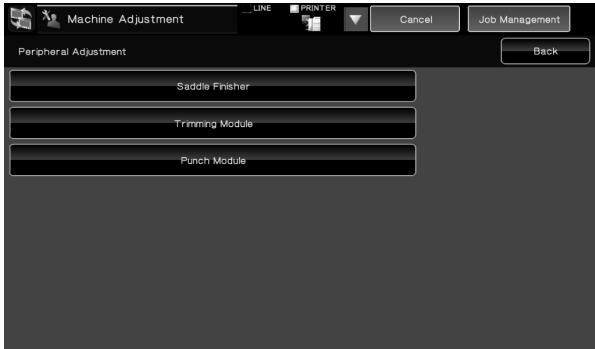 Machine Adjustment
LINE
PRINTER
Cancel
Job Management
Peripheral Adjustment
Back
Saddle Finisher
Trimming Module
Punch Module